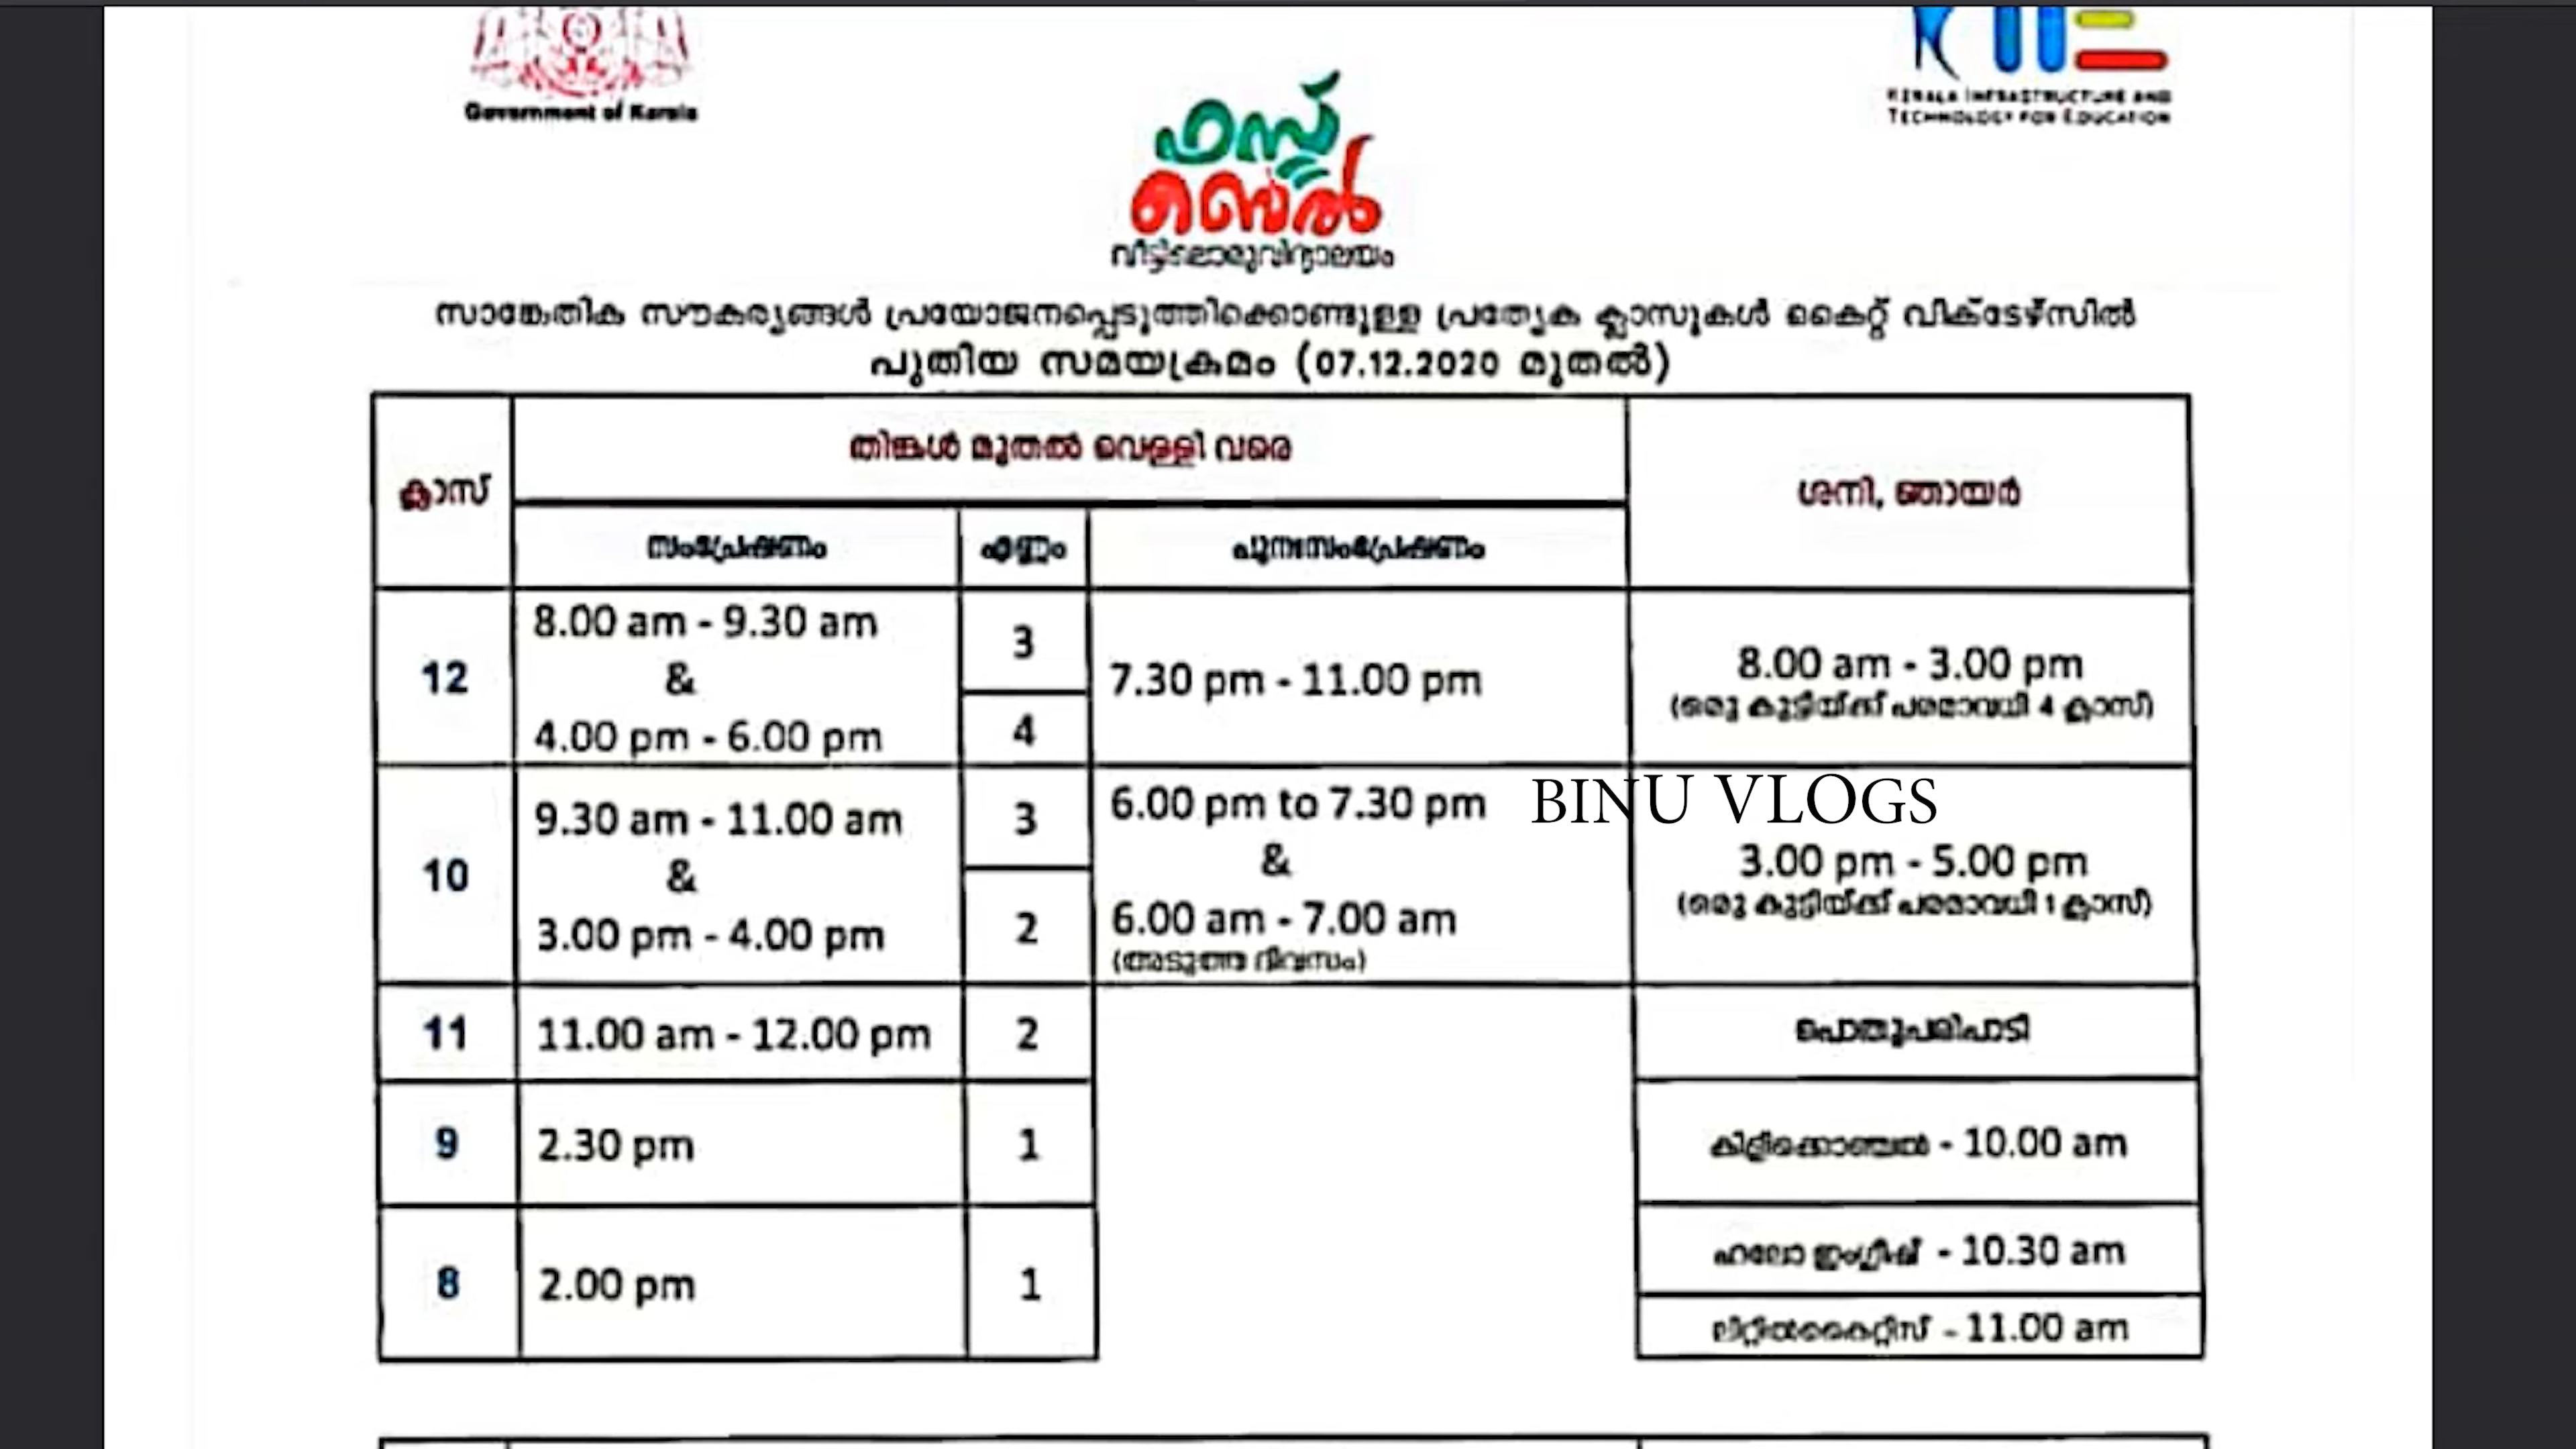 Government of Kerala
KERALA INFRASTRUCTURE AND
TECHNOLOGY FOR EDUCATION
ഫസ്റ്റ്
ബെൽ
വീട്ടിലൊരുവിദ്യാലയം
സാങ്കേതിക സൗകര്യങ്ങൾ പ്രയോജനപ്പെടുത്തിക്കൊണ്ടുള്ള പ്രത്യേക ക്ലാസുകൾ കൈറ്റ് വിക്ടേഴ്സിൽ
പുതിയ സമയക്രമം (07.12.2020 മുതൽ)
ക്ലാസ്
തിങ്കൾ മുതൽ വെള്ളി വരെ
ശനി, ഞായർ
സംപ്രേഷണം
എണ്ണം
പുനഃസംപ്രേഷണം
12
8.00 am - 9.30 am
&
4.00 pm - 6.00 pm
3
4
7.30 pm - 11.00 pm
8.00 am - 3.00 pm
(ഒരു കുട്ടിയ്ക്ക് പരമാവധി 4 ക്ലാസ്)
10
9.30 am - 11.00 am
&
3.00 pm - 4.00 pm
3
2
6.00 pm to 7.30 pm
&
6.00 am - 7.00 am
(അടുത്ത ദിവസം)
BINU VLOGS
3.00 pm - 5.00 pm
(ഒരു കുട്ടിയ്ക്ക് പരമാവധി 1 ക്ലാസ്)
11
11.00 am - 12.00 pm
2
പൊതുപരിപാടി
9
2.30 pm
1
കിളിക്കൊഞ്ചൽ - 10.00 am
8
2.00 pm
1
ഹലോ ഇംഗ്ലീഷ് - 10.30 am
ലിറ്റിൽകൈറ്റ്സ് - 11.00 am